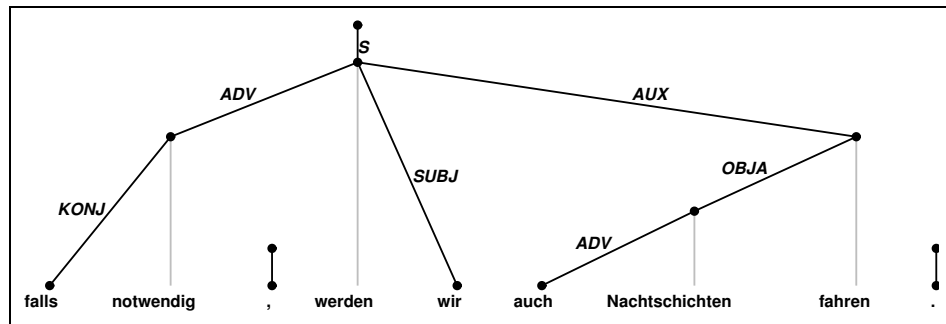 S
ADV
AUX
OBJA
SUBJ
KONJ
ADV
falls notwendig , werden wir auch Nachtschichten fahren .